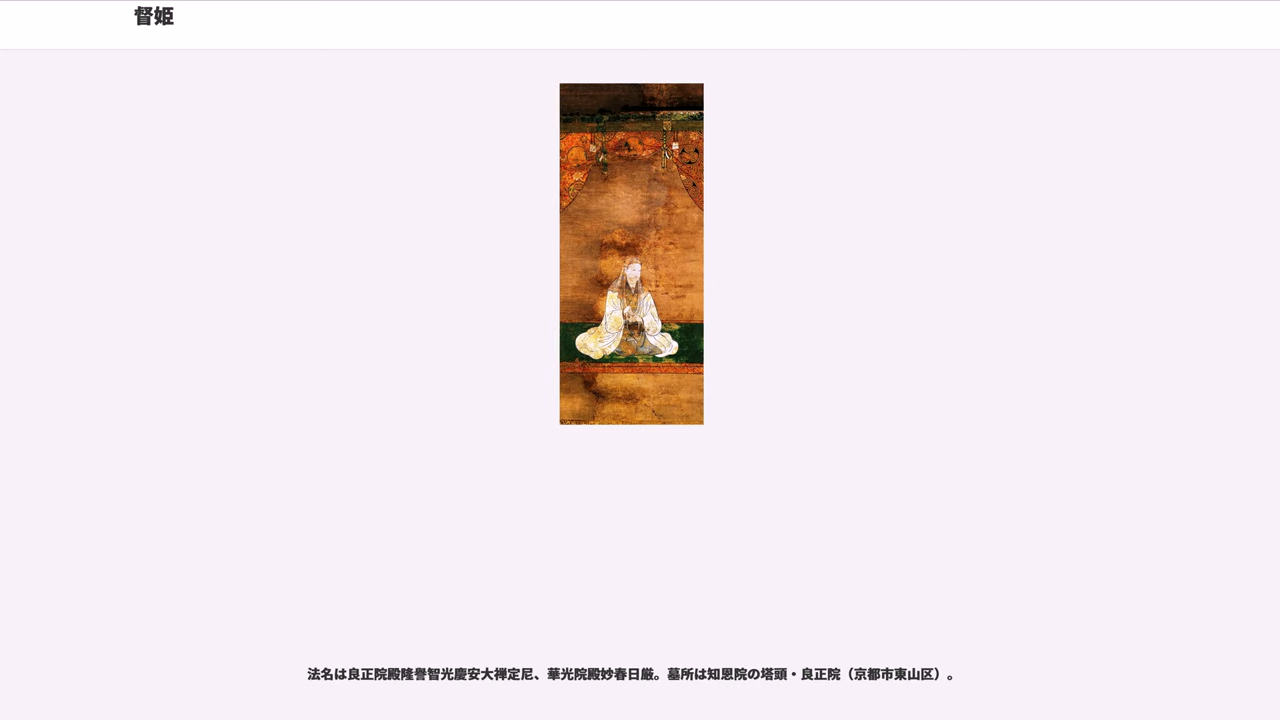 督姫
法名は良正院殿隆譽智光慶安大禅定尼、華光院殿妙春日厳。墓所は知恩院の塔頭・良正院（京都市東山区）。